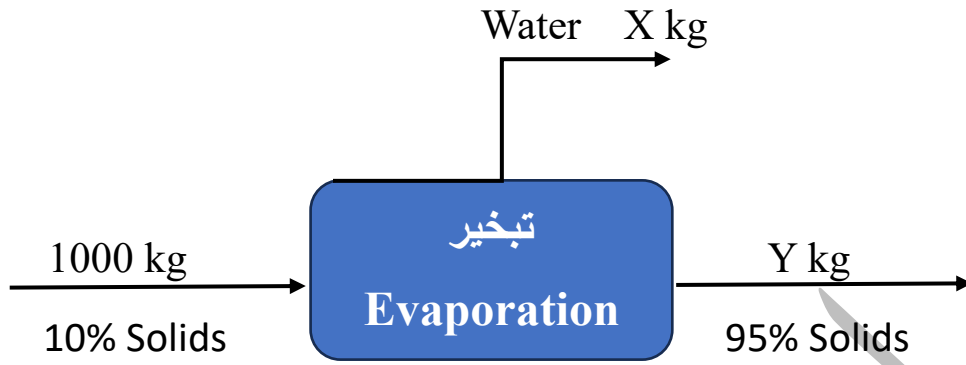 Water X kg
تبخير
Evaporation
1000 kg
10% Solids
Y kg
95% Solids